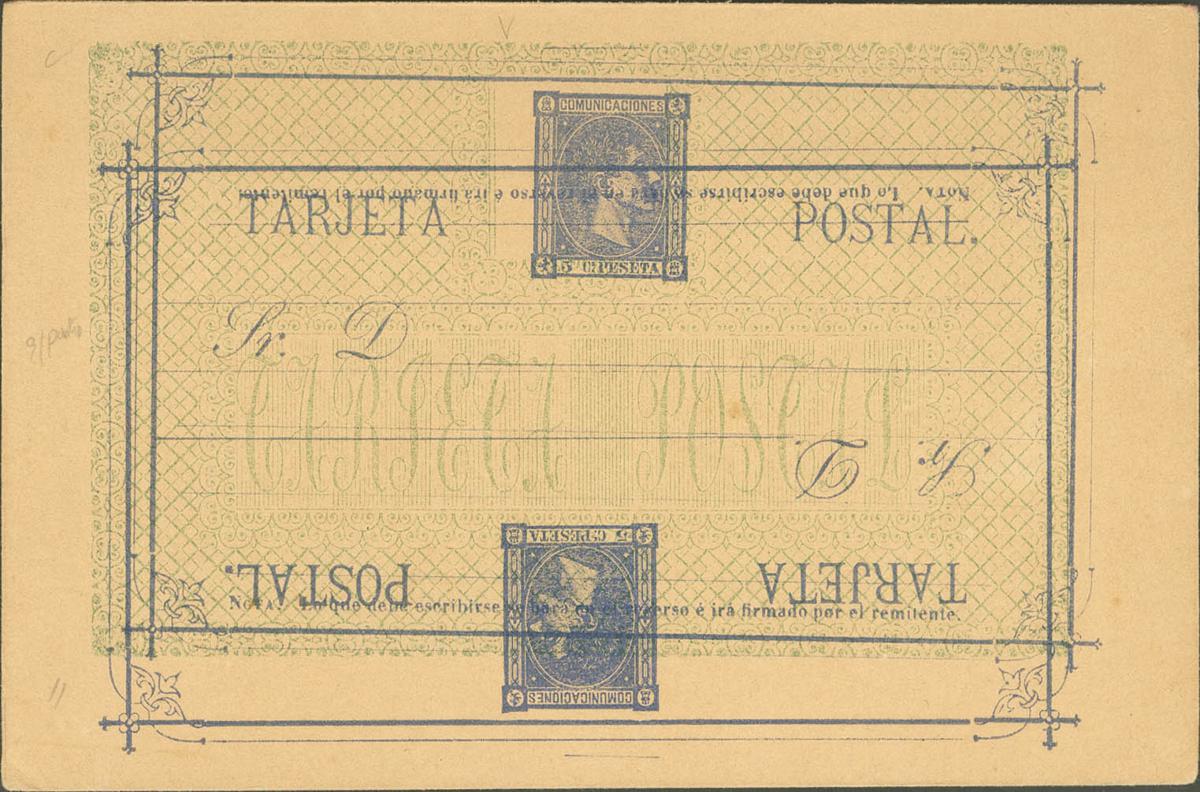 COMUNICACIONES
5 C. PESETA
TARJETA POSTAL.
NOTA. Lo que debe escribirse se hará en el reverso é irá firmado por el remitente.
Sr. D
TARJETA POSTAL
Sr. D
5 C. PESETA
COMUNICACIONES
TARJETA POSTAL.
NOTA. Lo que debe escribirse se hará en el reverso é irá firmado por el remitente.